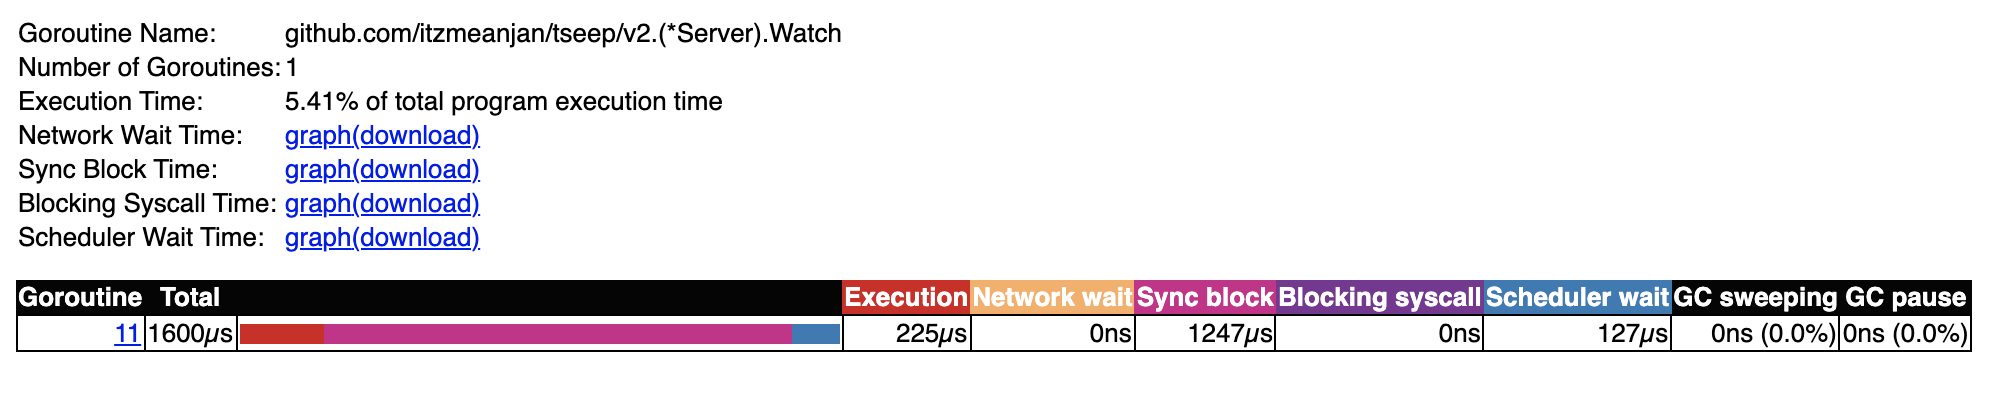 Goroutine Name: github.com/itzmeanjan/tseep/v2.(*Server).Watch
Number of Goroutines: 1
Execution Time: 5.41% of total program execution time
Network Wait Time: graph(download)
Sync Block Time: graph(download)
Blocking Syscall Time: graph(download)
Scheduler Wait Time: graph(download)
Goroutine Total Execution Network wait Sync block Blocking syscall Scheduler wait GC sweeping GC pause
11 1600µs 225µs 0ns 1247µs 0ns 127µs 0ns (0.0%) 0ns (0.0%)